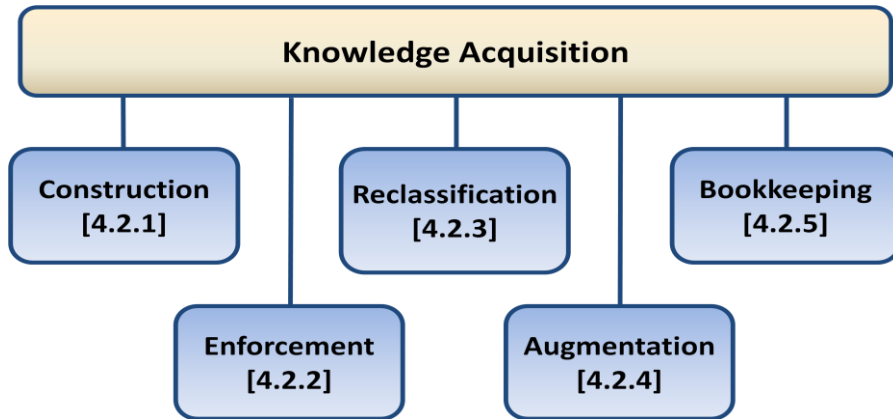 Knowledge Acquisition
Construction
[4.2.1]
Reclassification
[4.2.3]
Bookkeeping
[4.2.5]
Enforcement
[4.2.2]
Augmentation
[4.2.4]